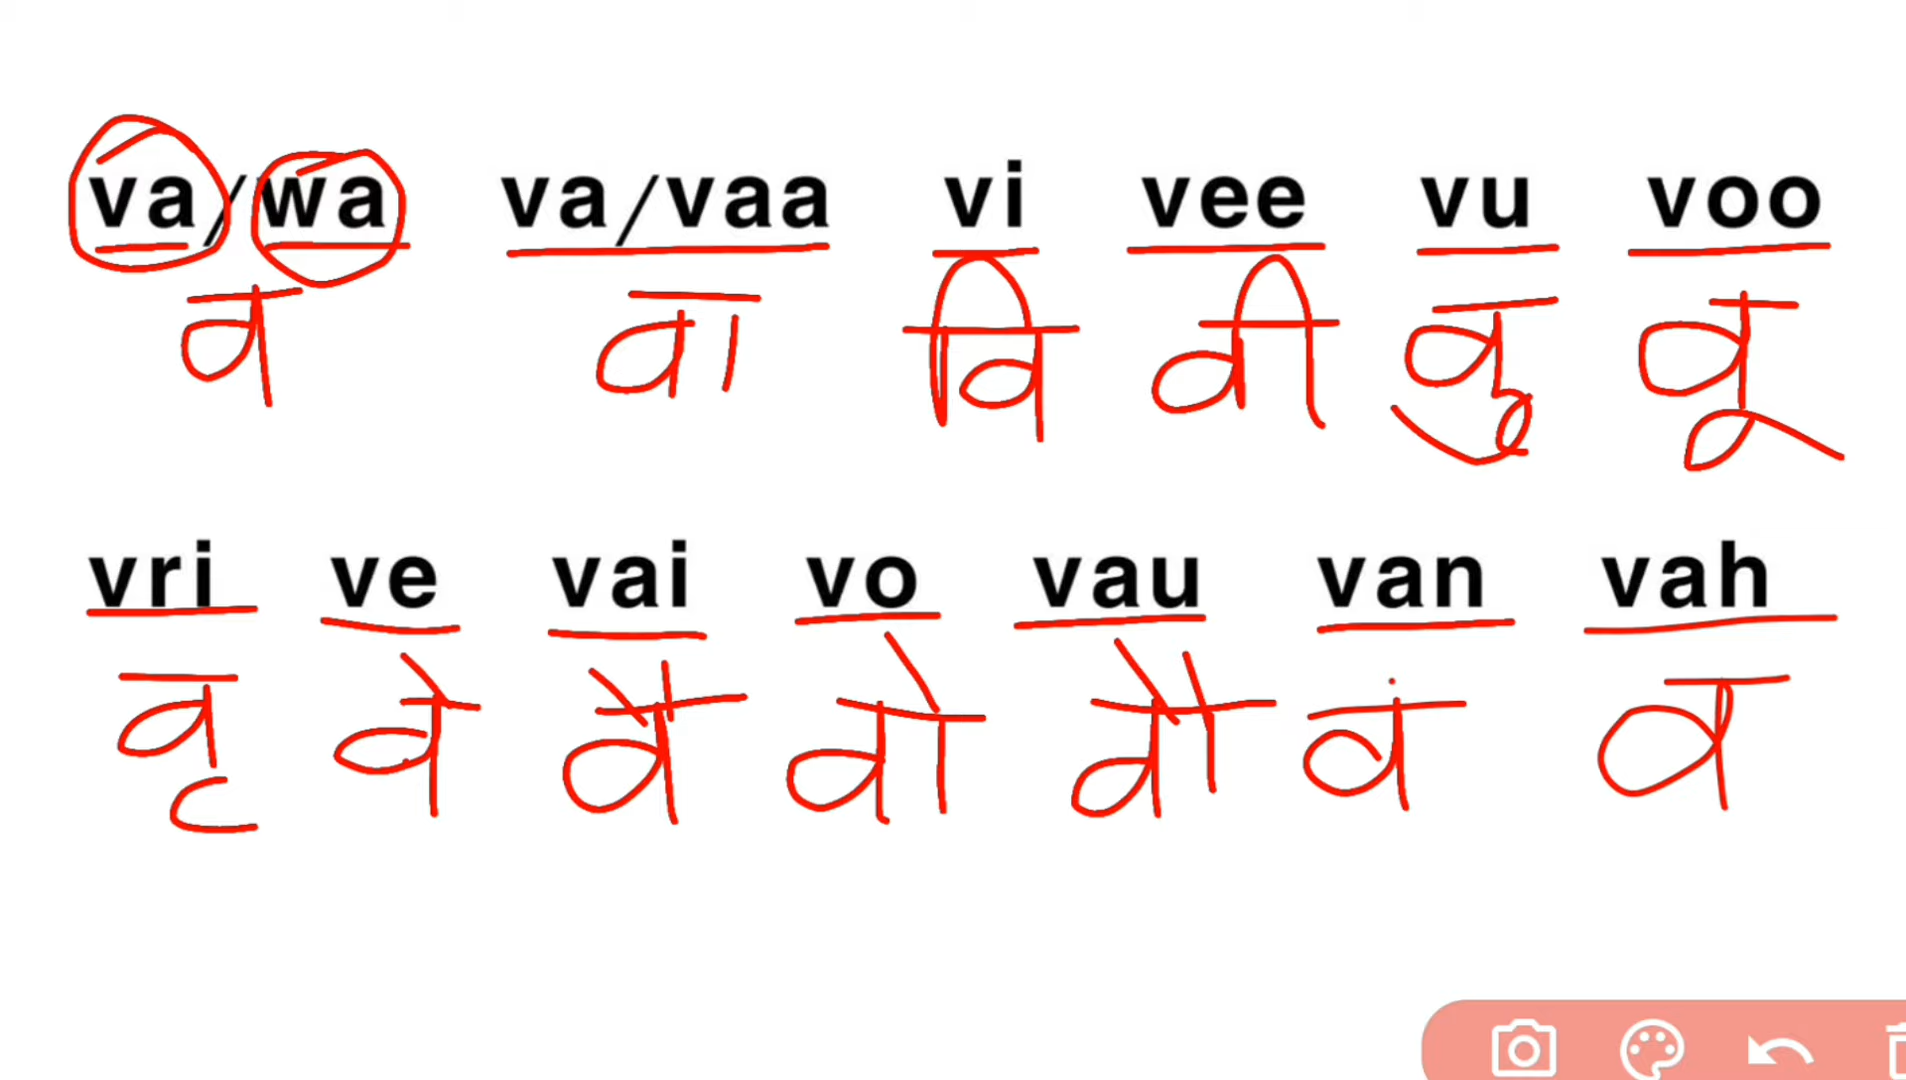 va/wa va/vaa vi vee vu voo
व वा वि वी वु वू
vri ve vai vo vau van vah
वृ वे वै वो वौ वं व